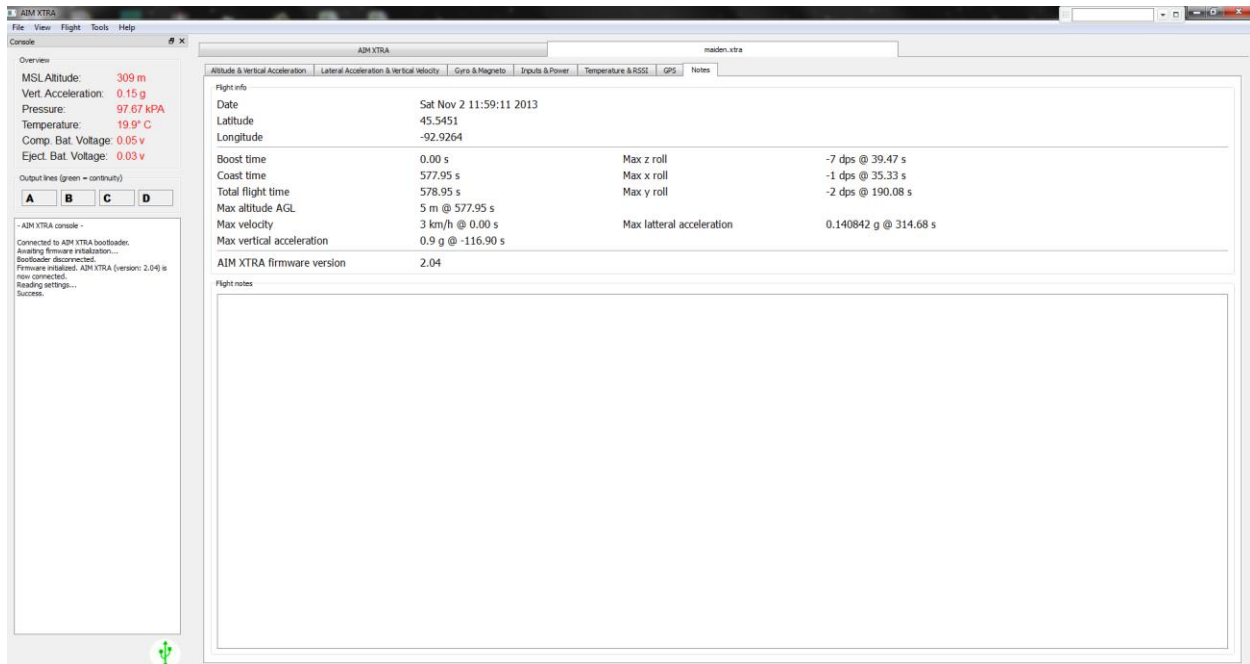 AIM XTRA
File View Flight Tools Help
Console
Overview
MSL Altitude: 309 m
Vert. Acceleration: 0.15 g
Pressure: 97.67 kPA
Temperature: 19.9° C
Comp. Bat. Voltage: 0.05 v
Eject. Bat. Voltage: 0.03 v
Output lines (green = continuity)
A B C D
- AIM XTRA console -
Connected to AIM XTRA bootloader.
Awaiting firmware initialization...
Bootloader disconnected.
Firmware initialized. AIM XTRA (version: 2.04) is
now connected.
Reading settings...
Success.
AIM XTRA maiden.xtra
Altitude & Vertical Acceleration Lateral Acceleration & Vertical Velocity Gyro & Magneto Inputs & Power Temperature & RSSI GPS Notes
Flight info
Date Sat Nov 2 11:59:11 2013
Latitude 45.5451
Longitude -92.9264
Boost time 0.00 s Max z roll -7 dps @ 39.47 s
Coast time 577.95 s Max x roll -1 dps @ 35.33 s
Total flight time 578.95 s Max y roll -2 dps @ 190.08 s
Max altitude AGL 5 m @ 577.95 s
Max velocity 3 km/h @ 0.00 s Max latteral acceleration 0.140842 g @ 314.68 s
Max vertical acceleration 0.9 g @ -116.90 s
AIM XTRA firmware version 2.04
Flight notes